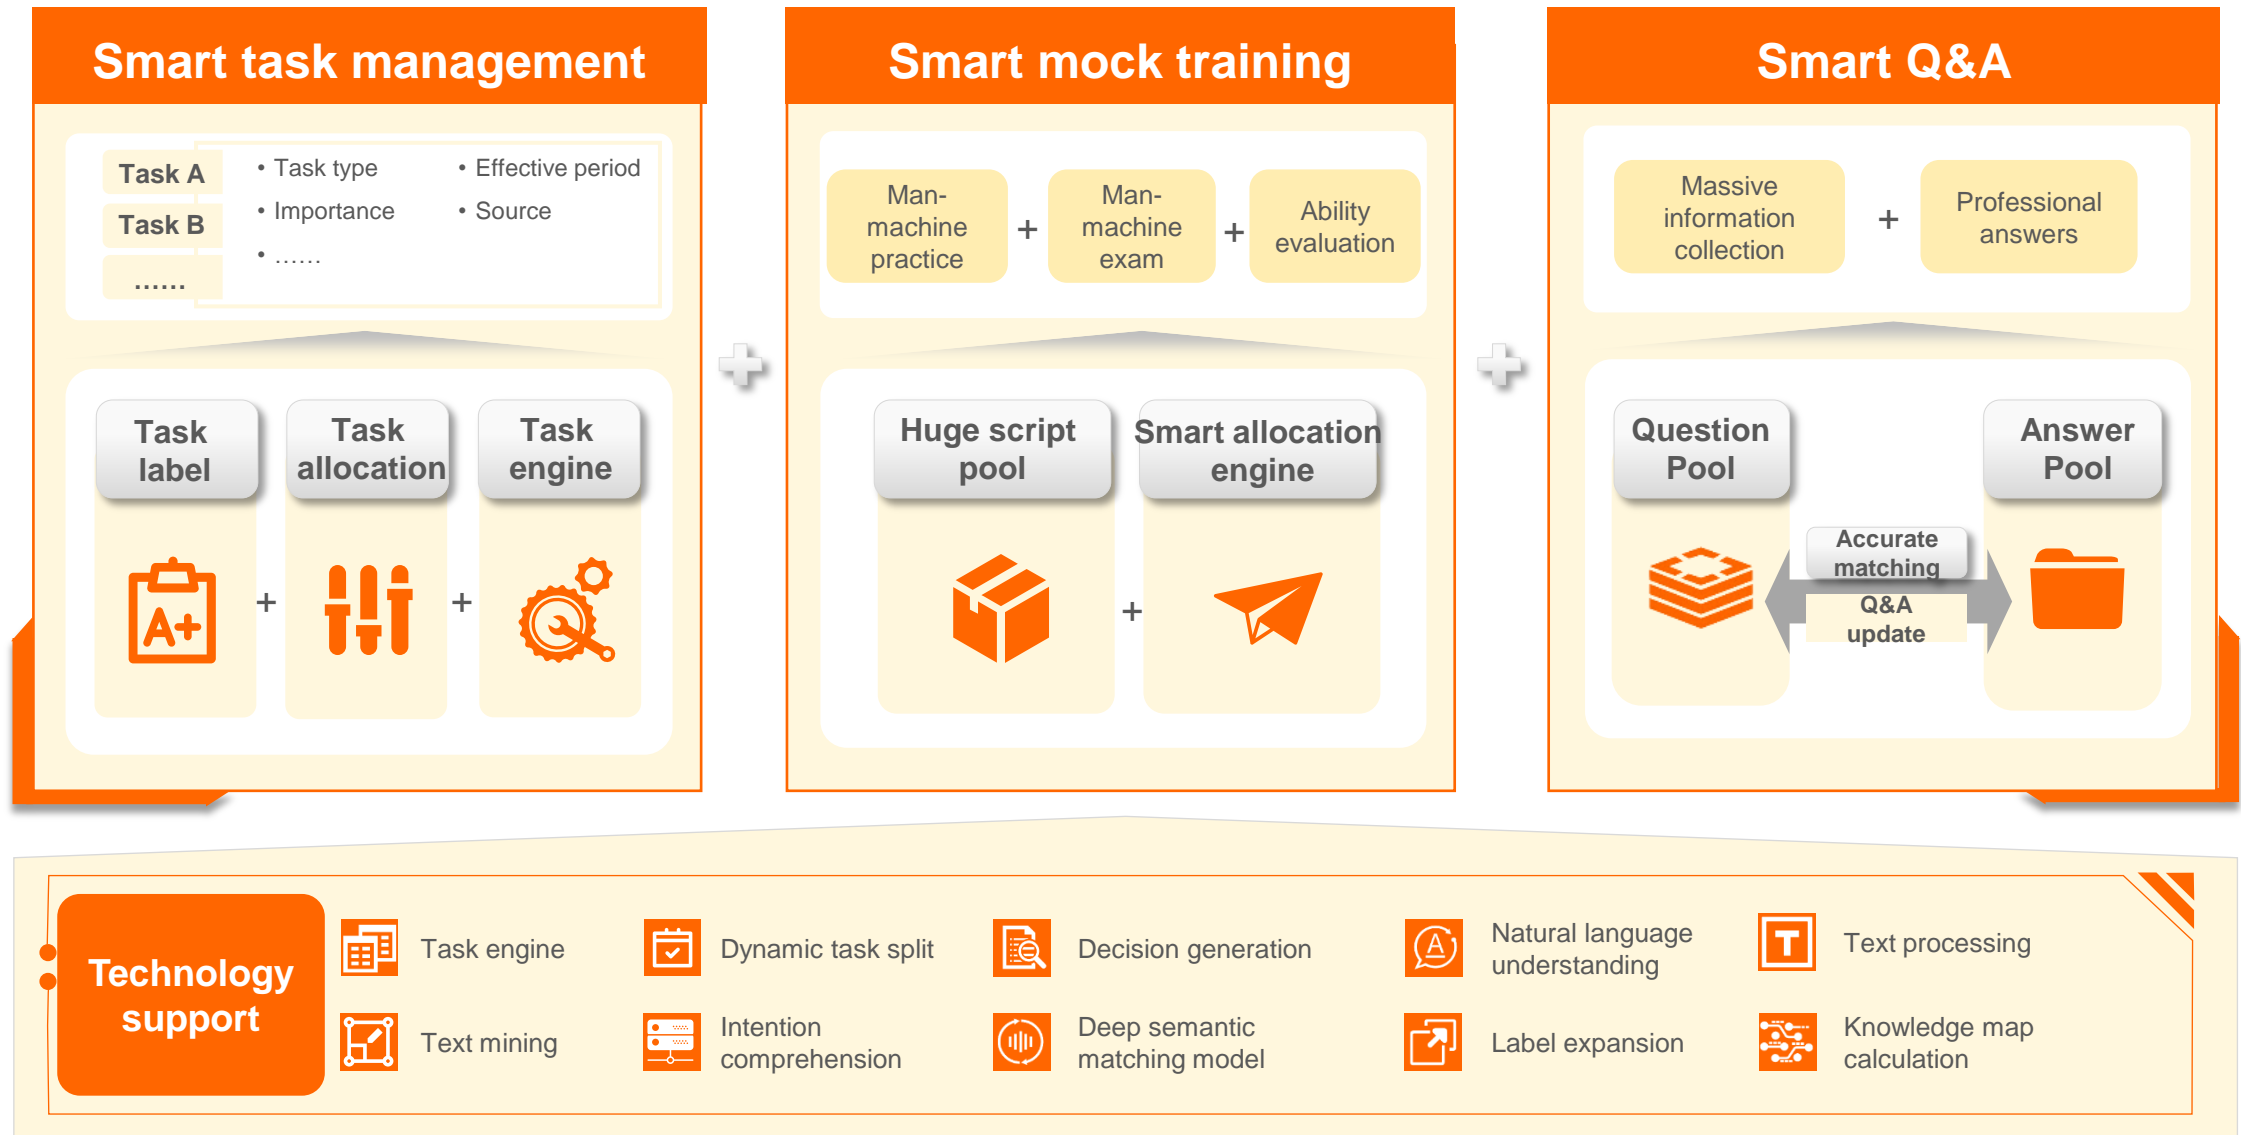 Smart task management
Task A
Task B
……
• Task type
• Importance
• ……
• Effective period
• Source
Task
label
Task
allocation
Task
engine
A+
+
+
Smart mock training
Man-
machine
practice
+
Man-
machine
exam
+
Ability
evaluation
Huge script
pool
+
Smart allocation
engine
Smart Q&A
Massive
information
collection
+
Professional
answers
Question
Pool
Accurate
matching
Q&A
update
Answer
Pool
Technology
support
Task engine
Dynamic task split
Decision generation
A
Natural language
understanding
T
Text processing
Text mining
Intention
comprehension
Deep semantic
matching model
Label expansion
Knowledge map
calculation